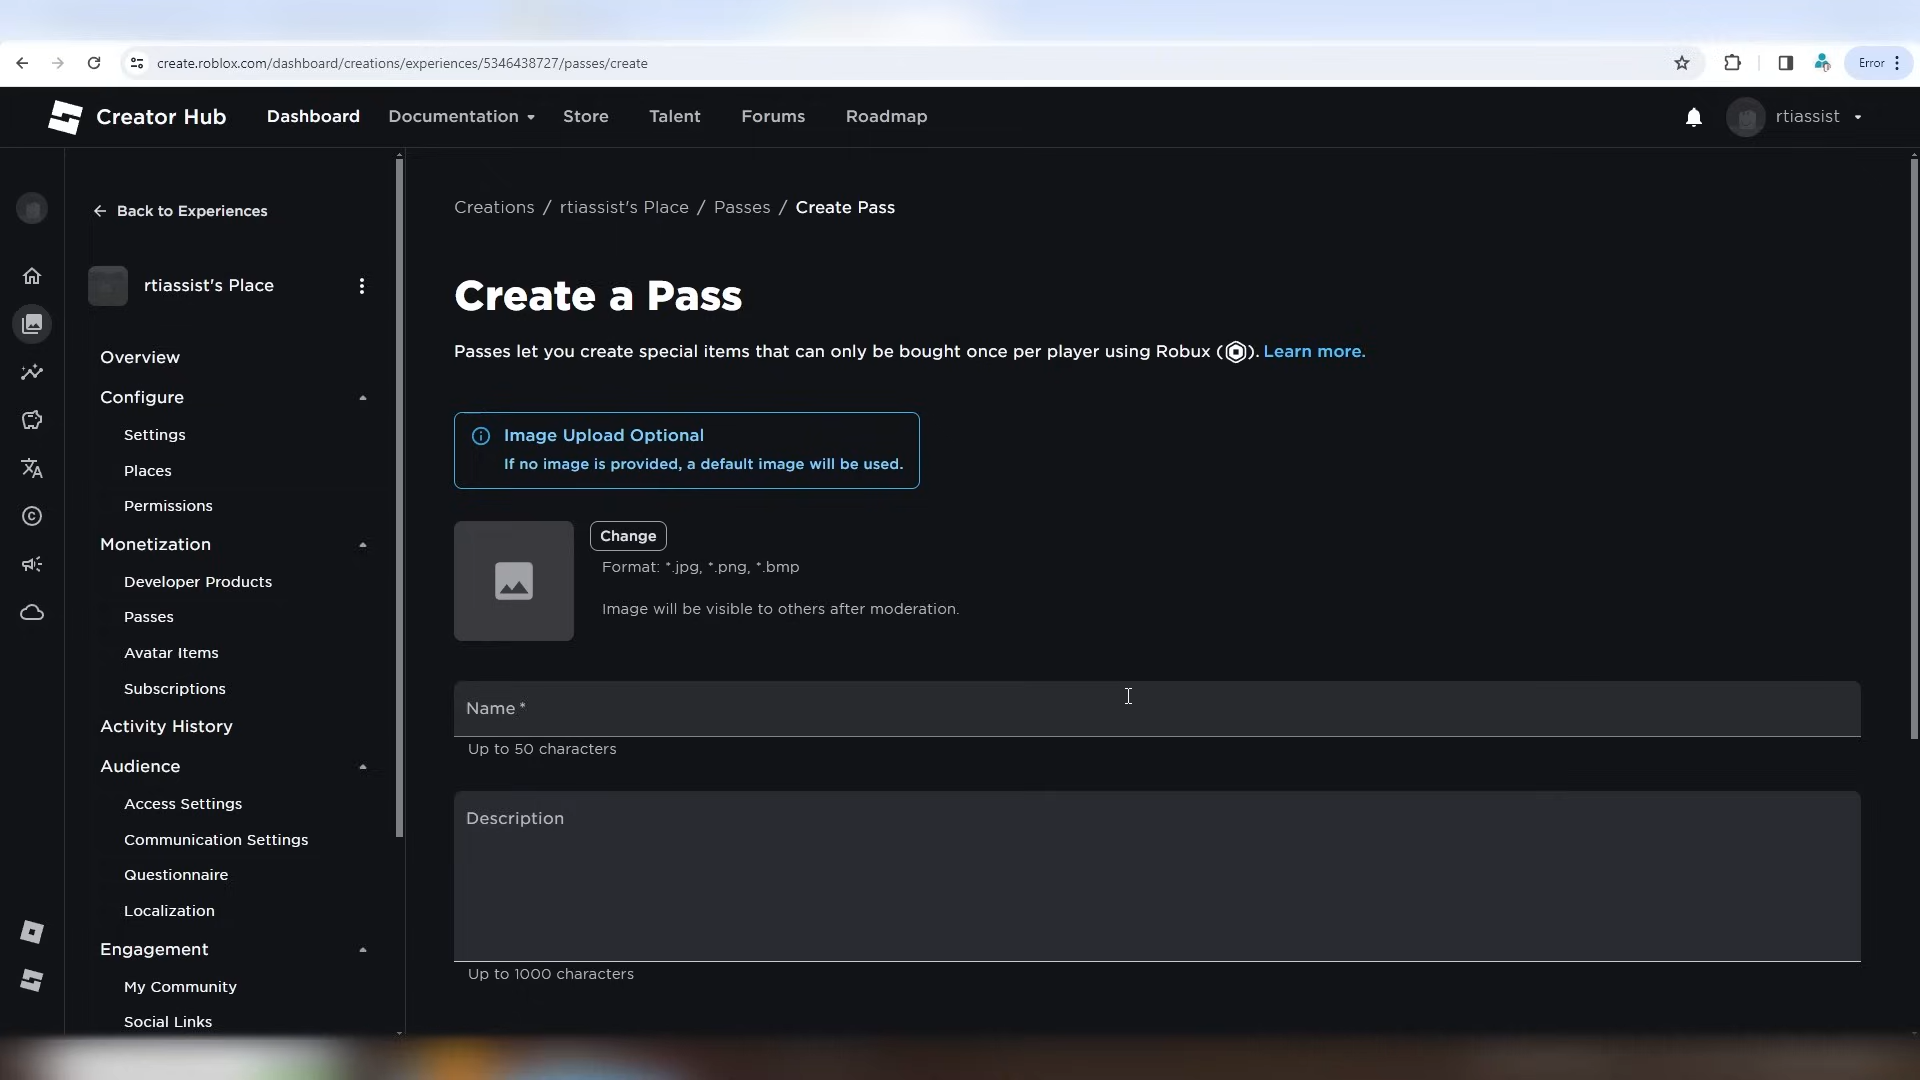 create.roblox.com/dashboard/creations/experiences/5346438727/passes/create
Error
Creator Hub
Dashboard
Documentation
Store
Talent
Forums
Roadmap
rtiassist
Back to Experiences
rtiassist's Place
Overview
Configure
Settings
Places
Permissions
Monetization
Developer Products
Passes
Avatar Items
Subscriptions
Activity History
Audience
Access Settings
Communication Settings
Questionnaire
Localization
Engagement
My Community
Social Links
Creations / rtiassist's Place / Passes / Create Pass
Create a Pass
Passes let you create special items that can only be bought once per player using Robux ( ). Learn more.
Image Upload Optional
If no image is provided, a default image will be used.
Change
Format: *.jpg, *.png, *.bmp
Image will be visible to others after moderation.
Name *
Up to 50 characters
Description
Up to 1000 characters